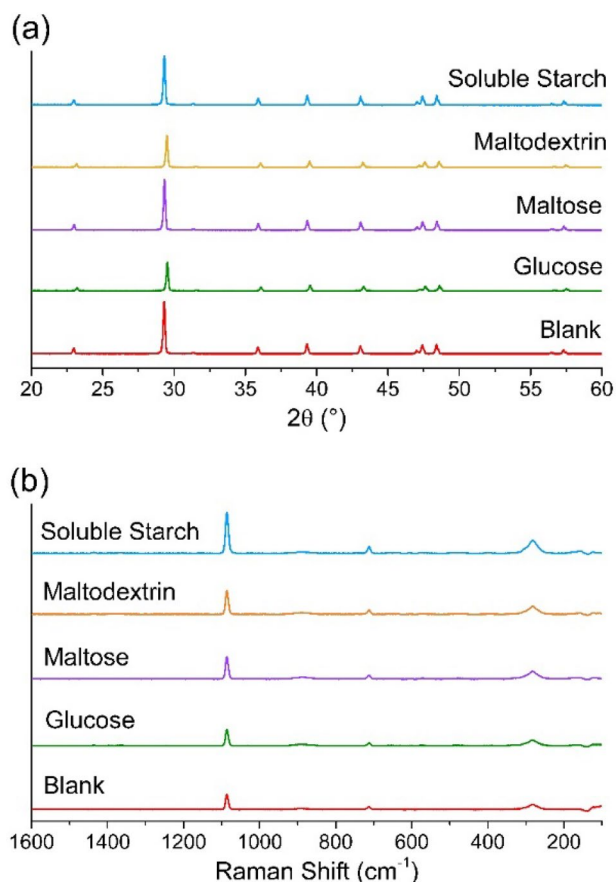 (a)
Soluble Starch
Maltodextrin
Maltose
Glucose
Blank
20 25 30 35 40 45 50 55 60
2θ (°)
(b)
Soluble Starch
Maltodextrin
Maltose
Glucose
Blank
1600 1400 1200 1000 800 600 400 200
Raman Shift (cm⁻¹)